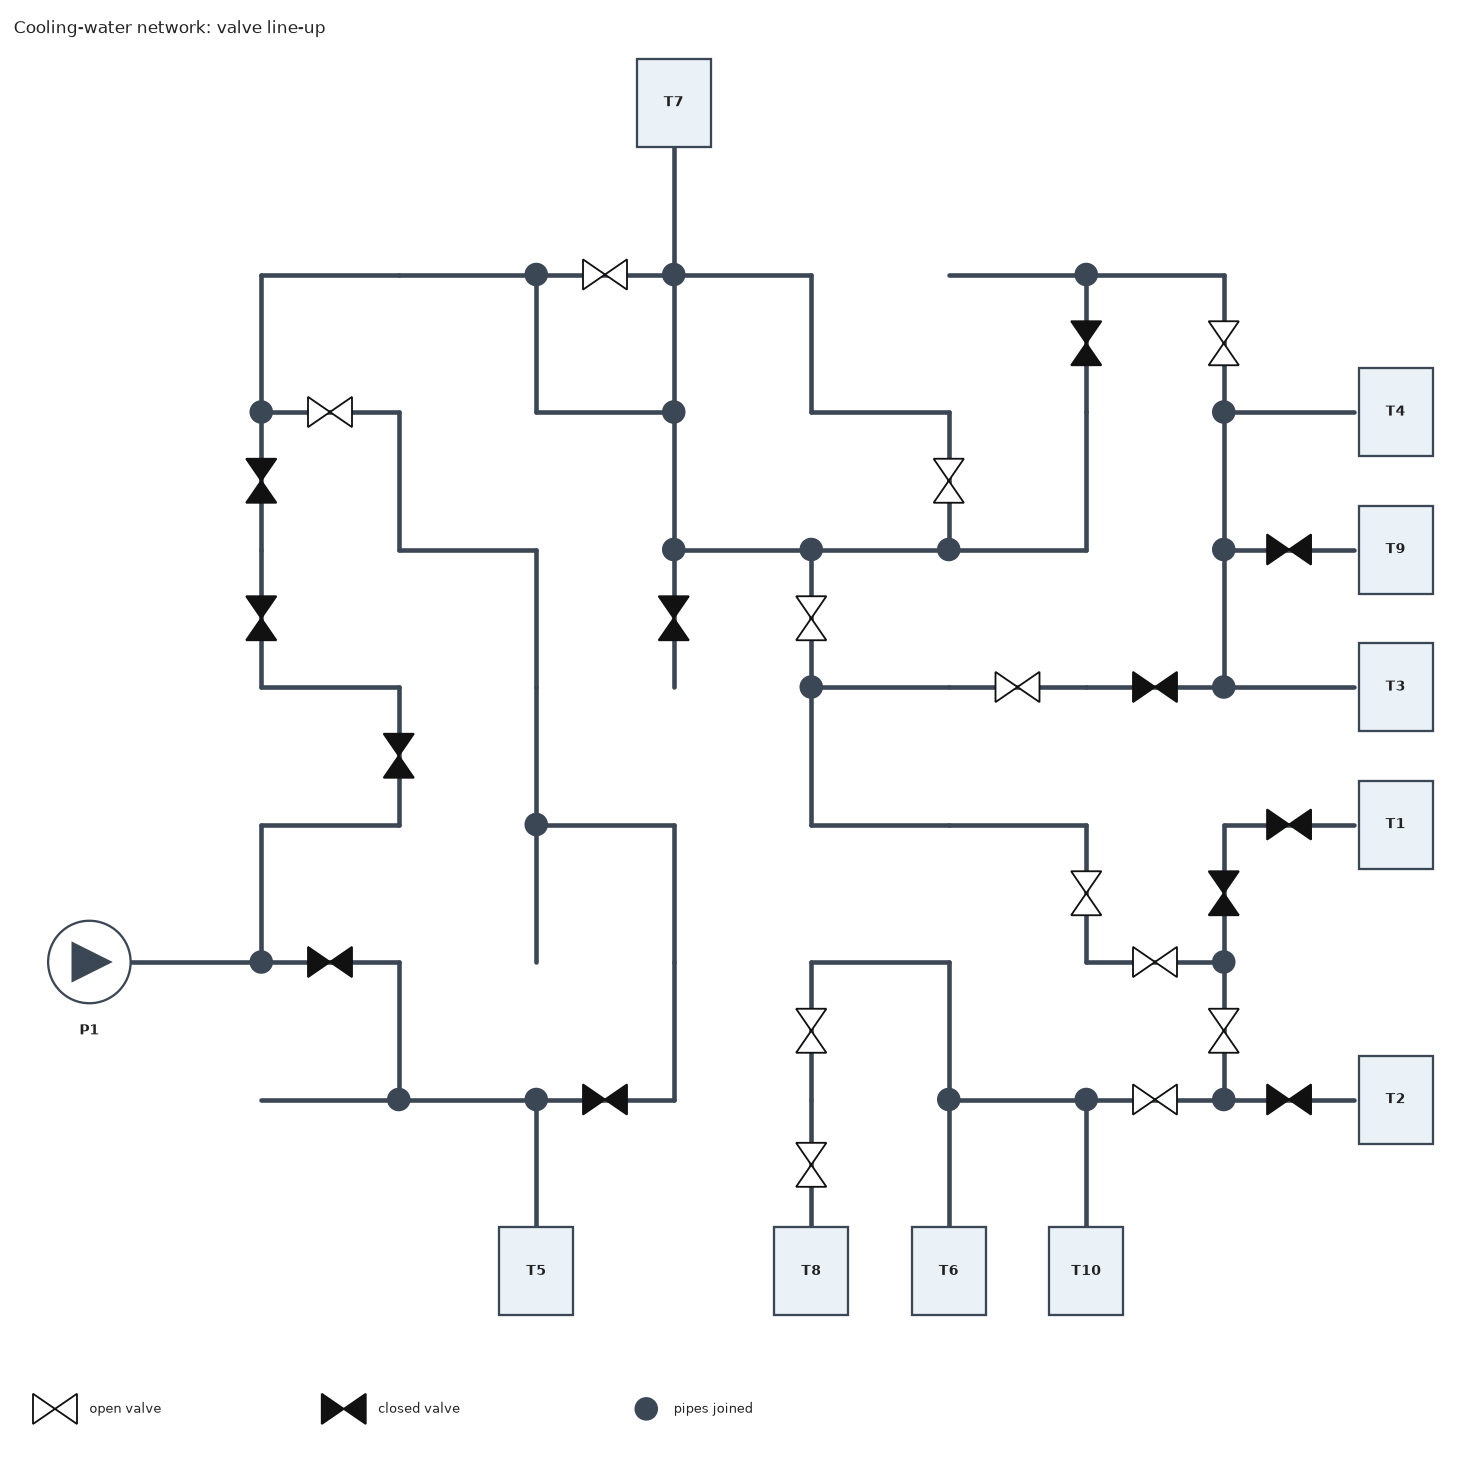 Cooling-water network: valve line-up
T7
T4
T9
T3
T1
P1
T2
T5
T8
T6
T10
open valve
closed valve
pipes joined